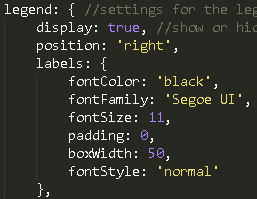 legend: { //settings for the leg
display: true, //show or hid
position: 'right',
labels: {
fontColor: 'black',
fontFamily: 'Segoe UI',
fontSize: 11,
padding: 0,
boxWidth: 50,
fontStyle: 'normal'
},